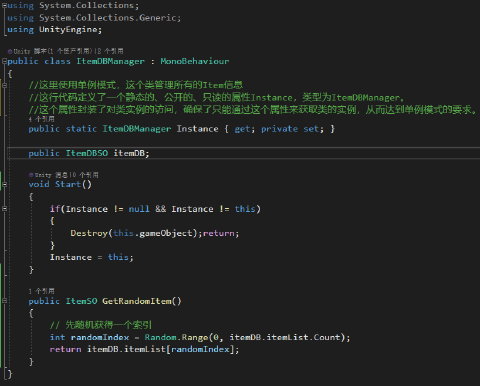 using System.Collections;
using System.Collections.Generic;
using UnityEngine;
Unity 脚本(1 个资产引用)|2 个引用
public class ItemDBManager : MonoBehaviour
{
//这里使用单例模式，这个类管理所有的Item信息
//这行代码定义了一个静态的、公开的、只读的属性Instance，类型为ItemDBManager。
//这个属性封装了对类实例的访问，确保了只能通过这个属性来获取类的实例，从而达到单例模式的要求。
4 个引用
public static ItemDBManager Instance { get; private set; }
public ItemDBSO itemDB;
Unity 消息|0 个引用
void Start()
{
if(Instance != null && Instance != this)
{
Destroy(this.gameObject);return;
}
Instance = this;
}
1 个引用
public ItemSO GetRandomItem()
{
// 先随机获得一个索引
int randomIndex = Random.Range(0, itemDB.itemList.Count);
return itemDB.itemList[randomIndex];
}
}